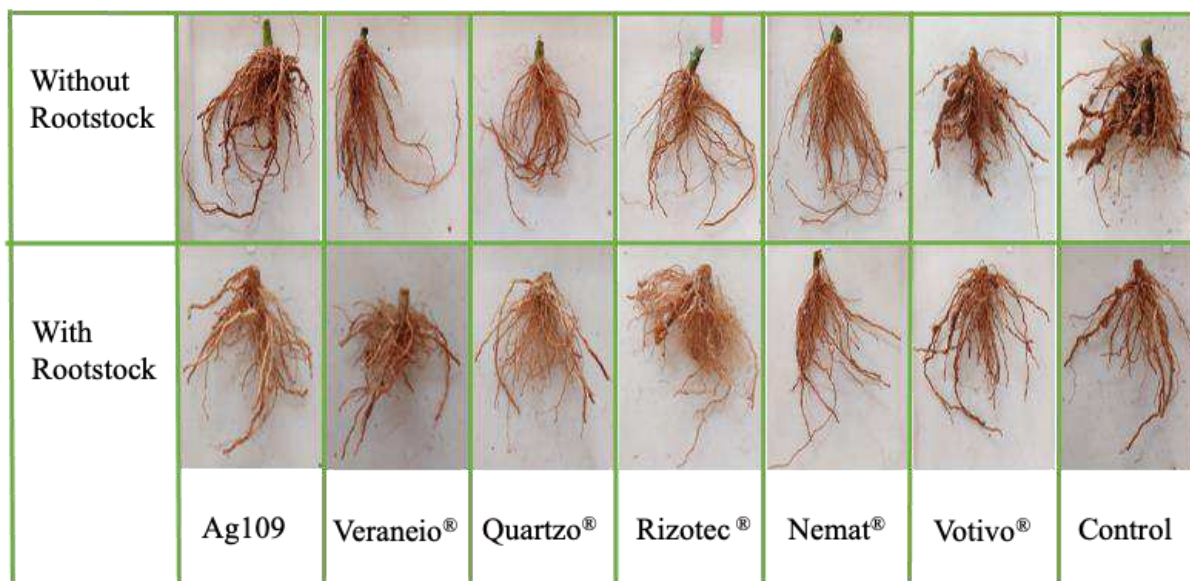 Without
Rootstock
With
Rootstock
Ag109
Veraneio®
Quartzo®
Rizotec ®
Nemat®
Votivo®
Control